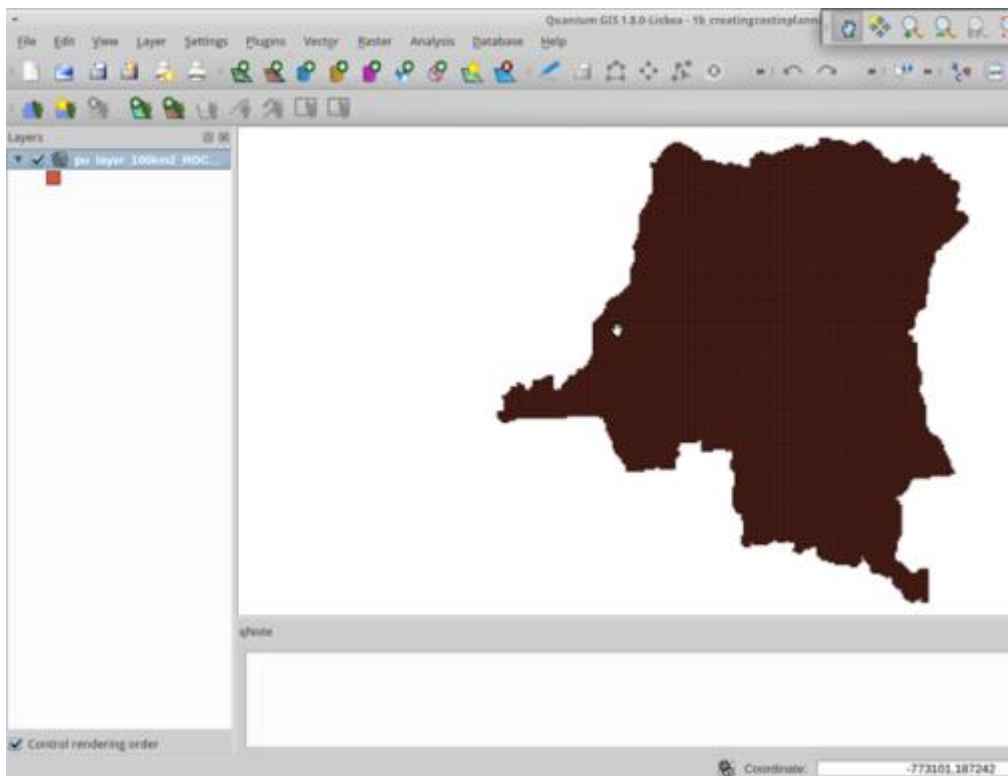 Quantum GIS 1.8.0-Lisboa - 1b_creatingcostinplann
File Edit View Layer Settings Plugins Vector Raster Analysis Database Help
Layers
pu_layer_100km2_RDC...
qNote
Control rendering order
Coordinate: -773101,187242